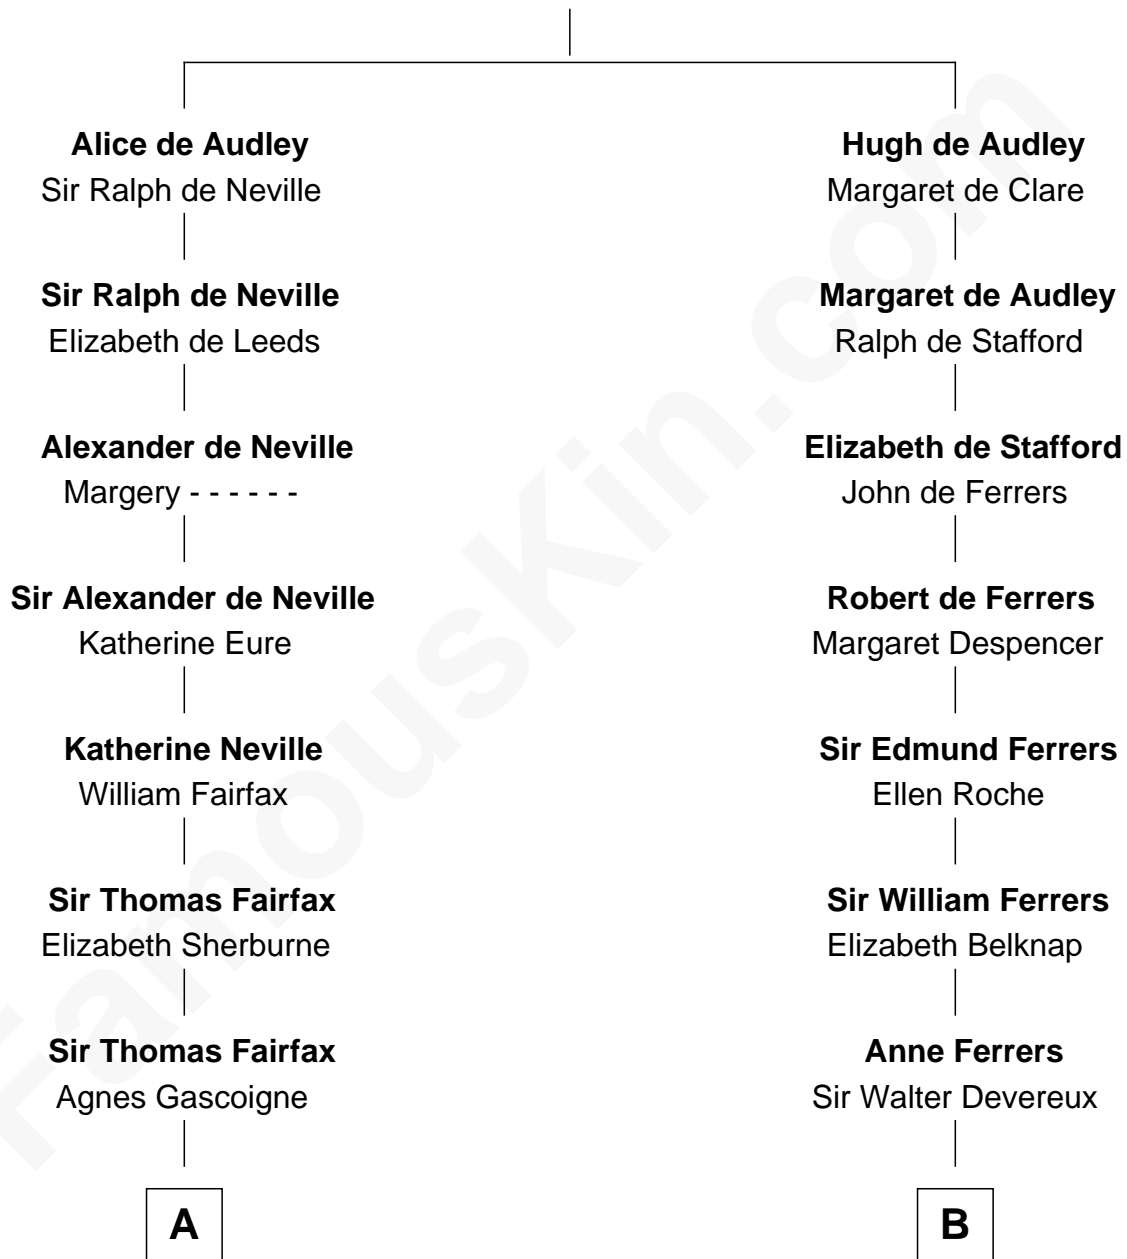 Alice de Audley
Sir Ralph de Neville
Hugh de Audley
Margaret de Clare
Sir Ralph de Neville
Elizabeth de Leeds
Margaret de Audley
Ralph de Stafford
Alexander de Neville
Margery - - - - - -
Elizabeth de Stafford
John de Ferrers
Sir Alexander de Neville
Katherine Eure
Robert de Ferrers
Margaret Despencer
Katherine Neville
William Fairfax
Sir Edmund Ferrers
Ellen Roche
Sir Thomas Fairfax
Elizabeth Sherburne
Sir William Ferrers
Elizabeth Belknap
Sir Thomas Fairfax
Agnes Gascoigne
Anne Ferrers
Sir Walter Devereux
A
B
FamousKin.com